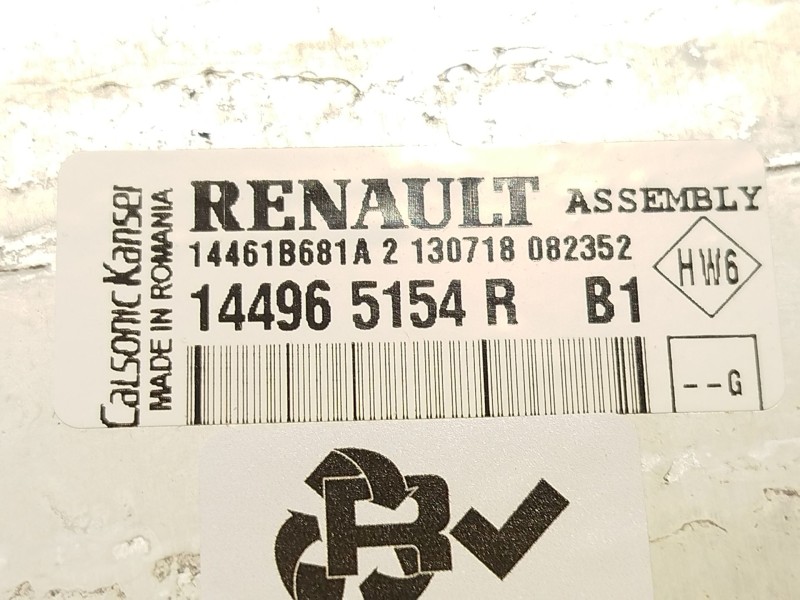 Calsonic Kansei
MADE IN ROMANIA
RENAULT ASSEMBLY
14461B681A 2 130718 082352
14496 5154 R B1
HW6
--G
R